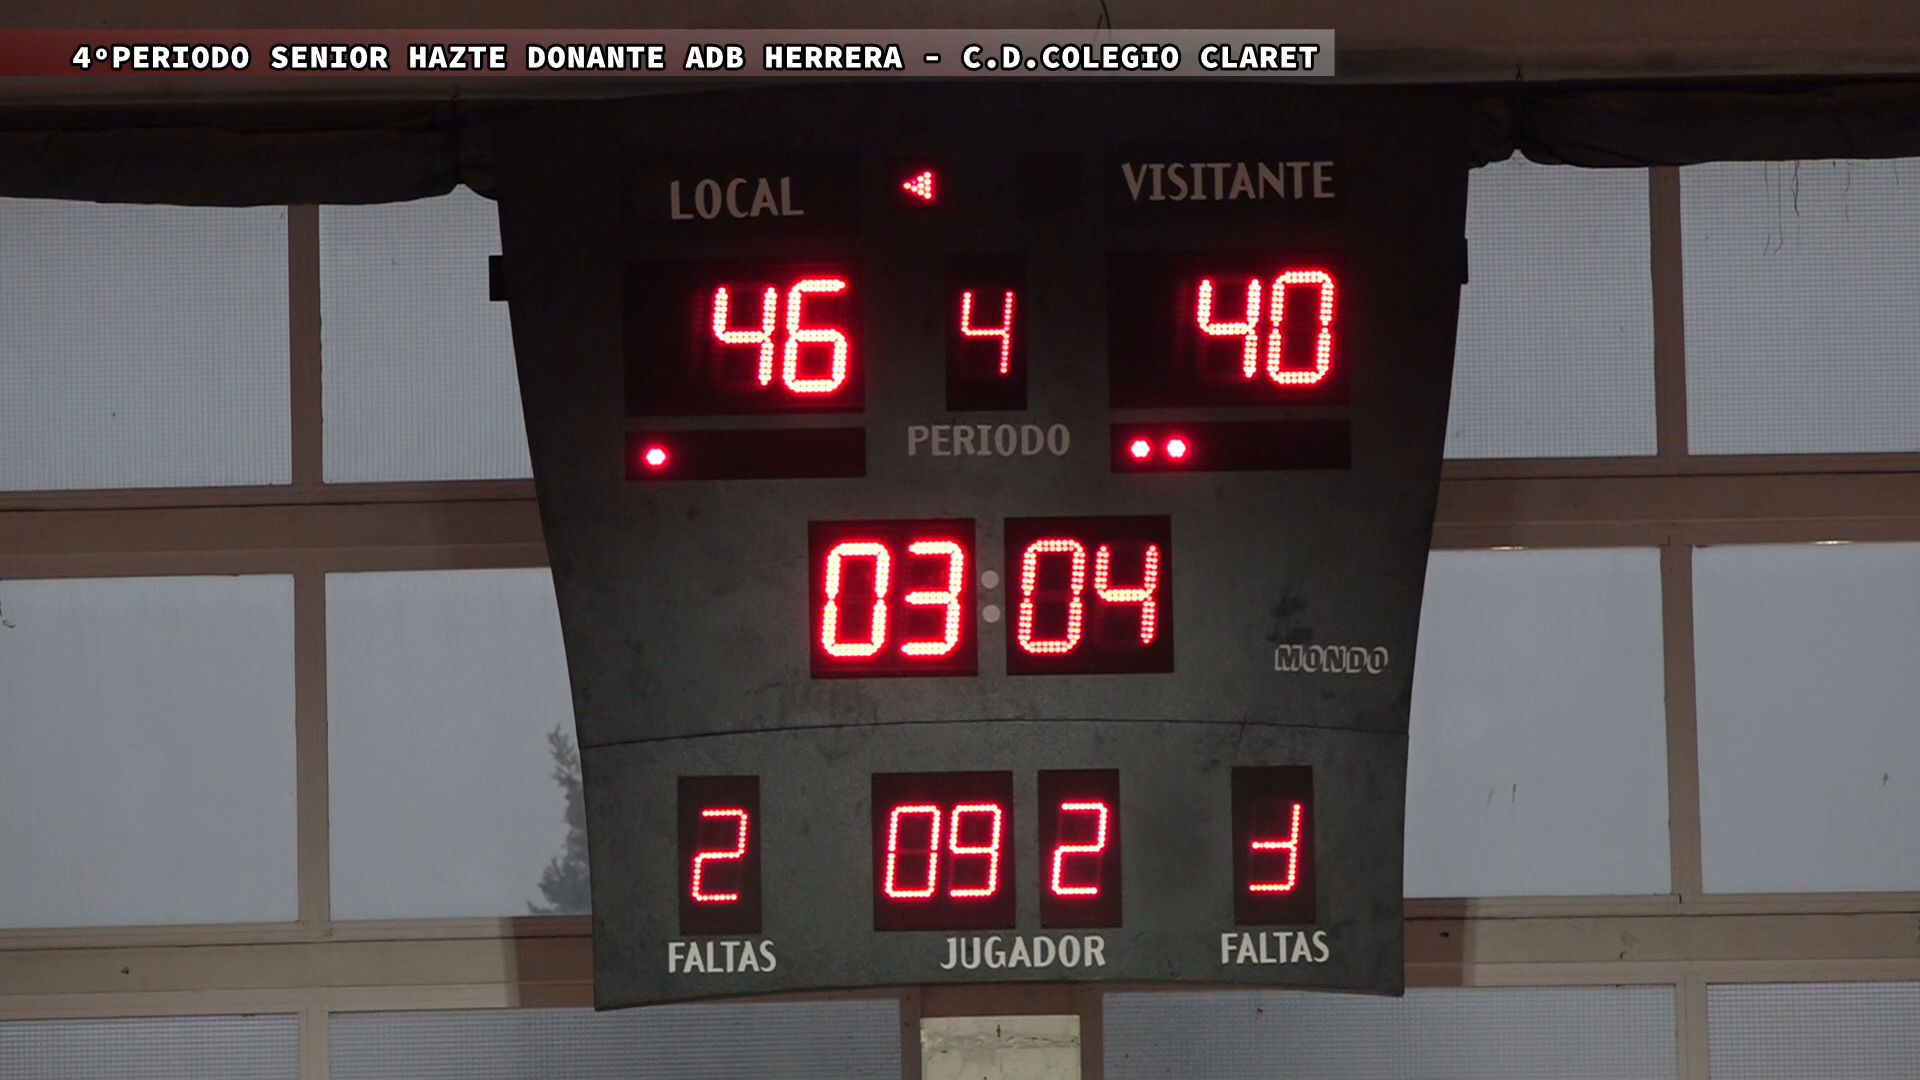 4ºPERIODO SENIOR HAZTE DONANTE ADB HERRERA - C.D.COLEGIO CLARET
LOCAL VISITANTE
46 4 40
PERIODO
03:04
MONDO
2 09 2
FALTAS JUGADOR FALTAS